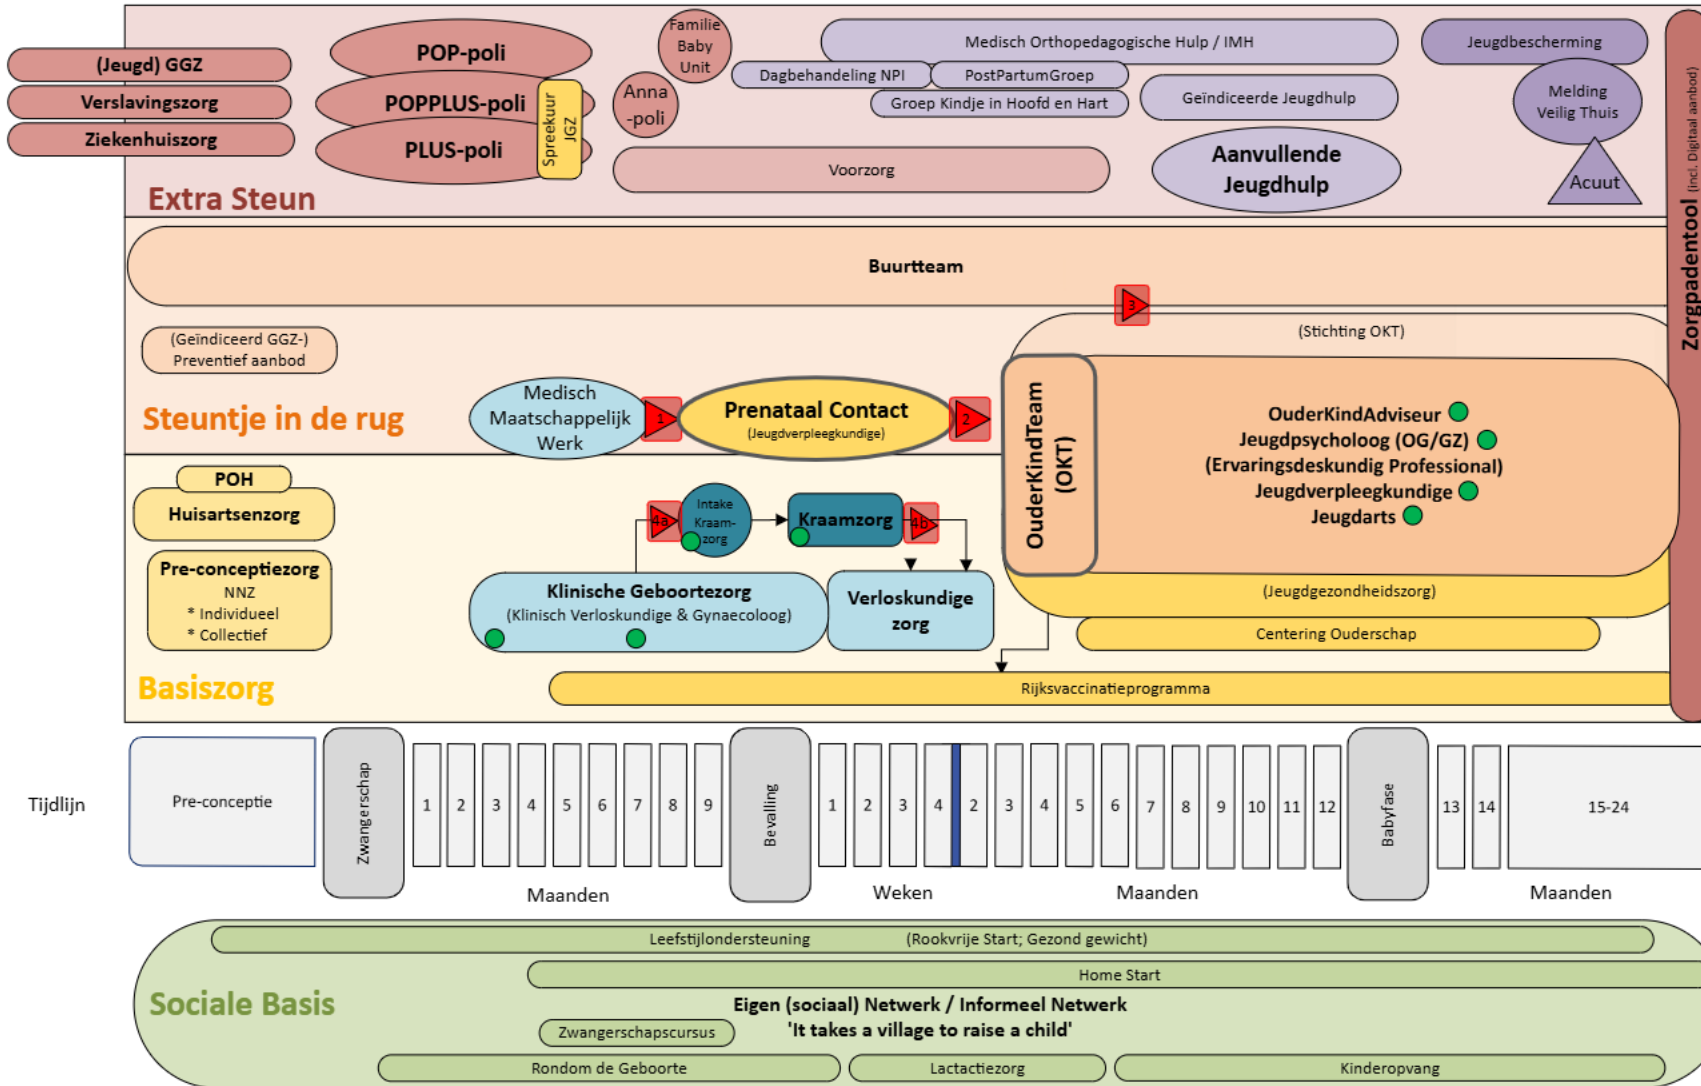 (Jeugd) GGZ
Verslavingszorg
Ziekenhuiszorg
POP-poli
POPPLUS-poli
PLUS-poli
Spreekuur
JGZ
Familie
Baby
Unit
Anna
-poli
Medisch Orthopedagogische Hulp / IMH
Dagbehandeling NPI
PostPartumGroep
Groep Kindje in Hoofd en Hart
Geïndiceerde Jeugdhulp
Voorzorg
Aanvullende
Jeugdhulp
Jeugdbescherming
Melding
Veilig Thuis
Acuut
Extra Steun
Zorgpadentool (incl. Digitaal aanbod)
Buurtteam
3
(Geïndiceerd GGZ-)
Preventief aanbod
Steuntje in de rug
Medisch
Maatschappelijk
Werk
1
Prenataal Contact
(Jeugdverpleegkundige)
2
(Stichting OKT)
OuderKindTeam
(OKT)
OuderKindAdviseur
Jeugdpsycholoog (OG/GZ)
(Ervaringsdeskundig Professional)
Jeugdverpleegkundige
Jeugdarts
(Jeugdgezondheidszorg)
Centering Ouderschap
POH
Huisartsenzorg
Pre-conceptiezorg
NNZ
* Individueel
* Collectief
4a
Intake
Kraam-
zorg
Kraamzorg
4b
Klinische Geboortezorg
(Klinisch Verloskundige & Gynaecoloog)
Verloskundige
zorg
Rijksvaccinatieprogramma
Basiszorg
Tijdlijn
Pre-conceptie
Zwangerschap
1 2 3 4 5 6 7 8 9
Bevalling
1 2 3 4 2 3 4 5 6 7 8 9 10 11 12
Babyfase
13 14 15-24
Maanden
Weken
Maanden
Maanden
Leefstijlondersteuning (Rookvrije Start; Gezond gewicht)
Home Start
Sociale Basis
Eigen (sociaal) Netwerk / Informeel Netwerk
'It takes a village to raise a child'
Zwangerschapscursus
Rondom de Geboorte
Lactactiezorg
Kinderopvang